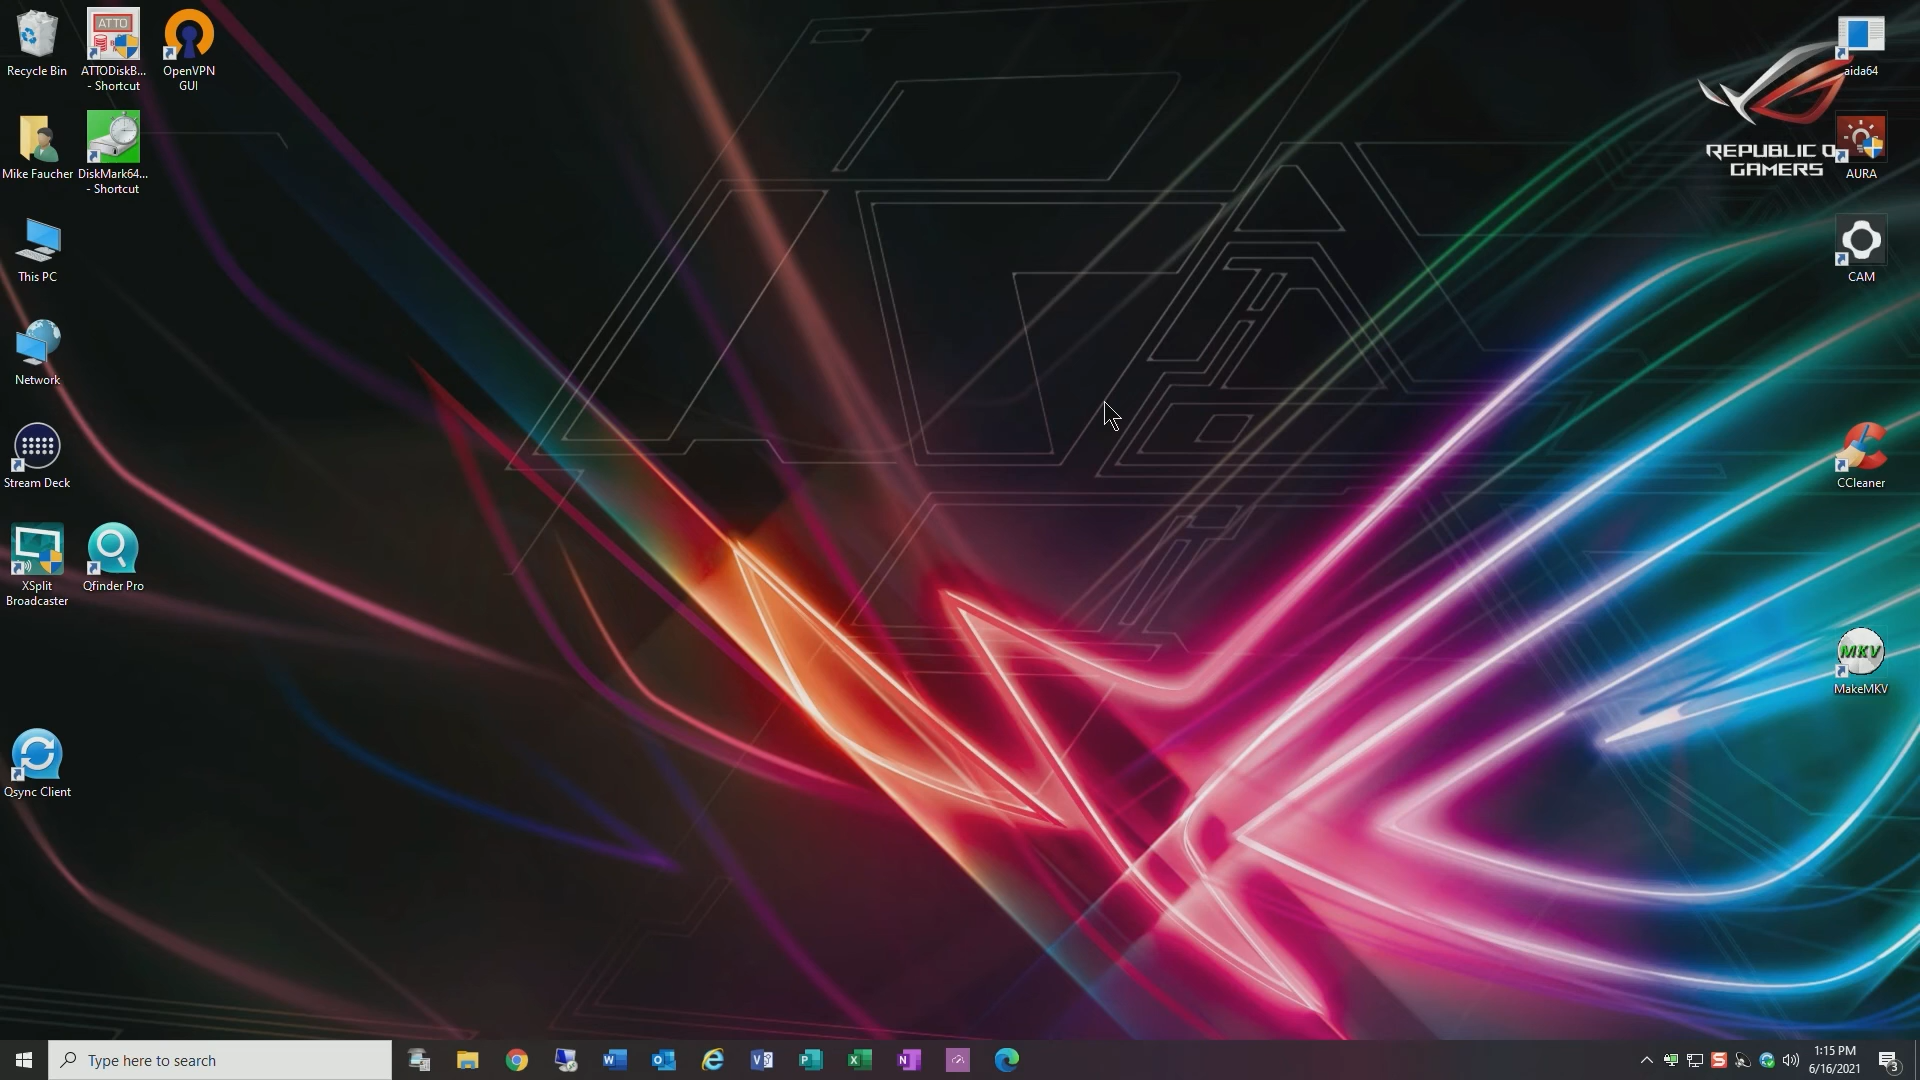 Recycle Bin
ATTODiskB...
- Shortcut
OpenVPN
GUI
Mike Faucher
DiskMark64...
- Shortcut
This PC
Network
Stream Deck
XSplit
Broadcaster
Qfinder Pro
Qsync Client
ATTO
aida64
REPUBLIC O
GAMERS
AURA
CAM
CCleaner
MKV
MakeMKV
Type here to search
W
O
V
P
X
N
S
1:15 PM
6/16/2021
3